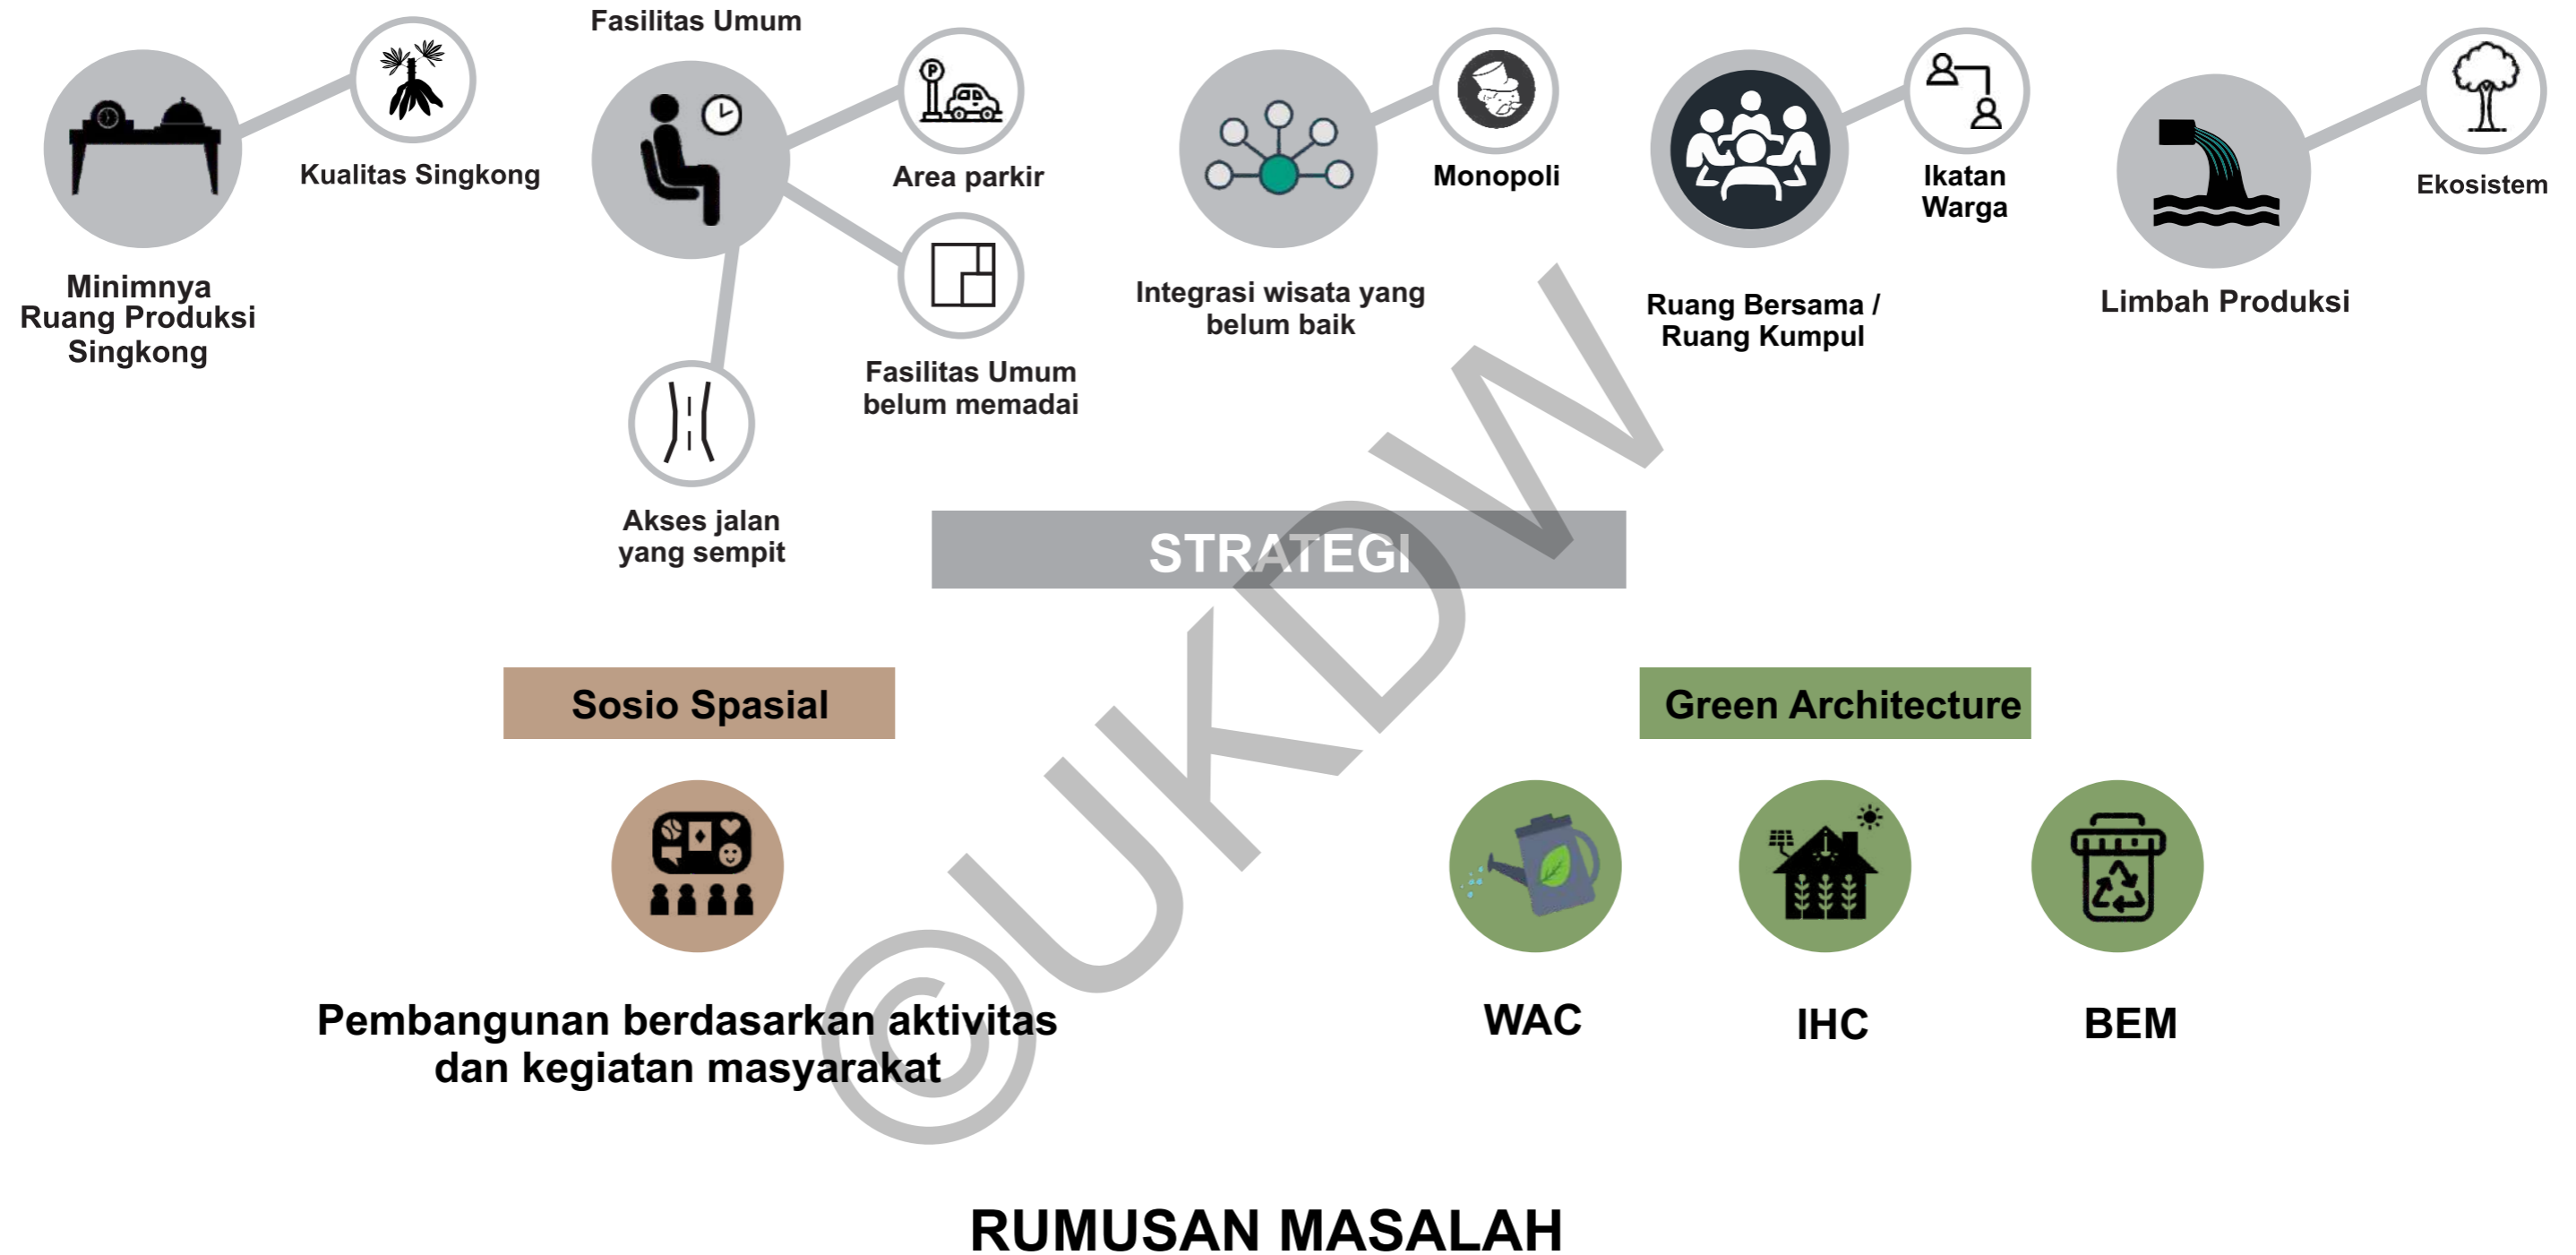 Fasilitas Umum
Kualitas Singkong
Area parkir
Monopoli
Ikatan
Warga
Ekosistem
Minimnya
Ruang Produksi
Singkong
Integrasi wisata yang
belum baik
Ruang Bersama /
Ruang Kumpul
Limbah Produksi
Fasilitas Umum
belum memadai
Akses jalan
yang sempit
STRATEGI
Sosio Spasial
Green Architecture
Pembangunan berdasarkan aktivitas
dan kegiatan masyarakat
WAC
IHC
BEM
RUMUSAN MASALAH
©UKDW
P